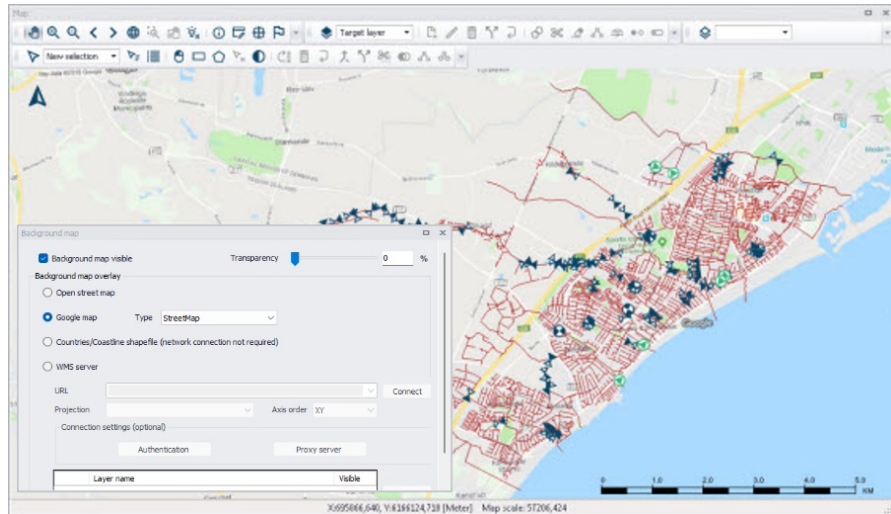 Map
Target layer
New selection
Background map
Background map visible
Transparency
0
%
Background map overlay
Open street map
Google map
Type
StreetMap
Countries/Coastline shapefile (network connection not required)
WMS server
URL
Connect
Projection
Axis order
XY
Connection settings (optional)
Authentication
Proxy server
Layer name
Visible
Google
0.0
1.0
2.0
3.0
4.0
5.0
KM
X:695866,640, Y:6166124,719 [Meter] Map scale: 57206,424